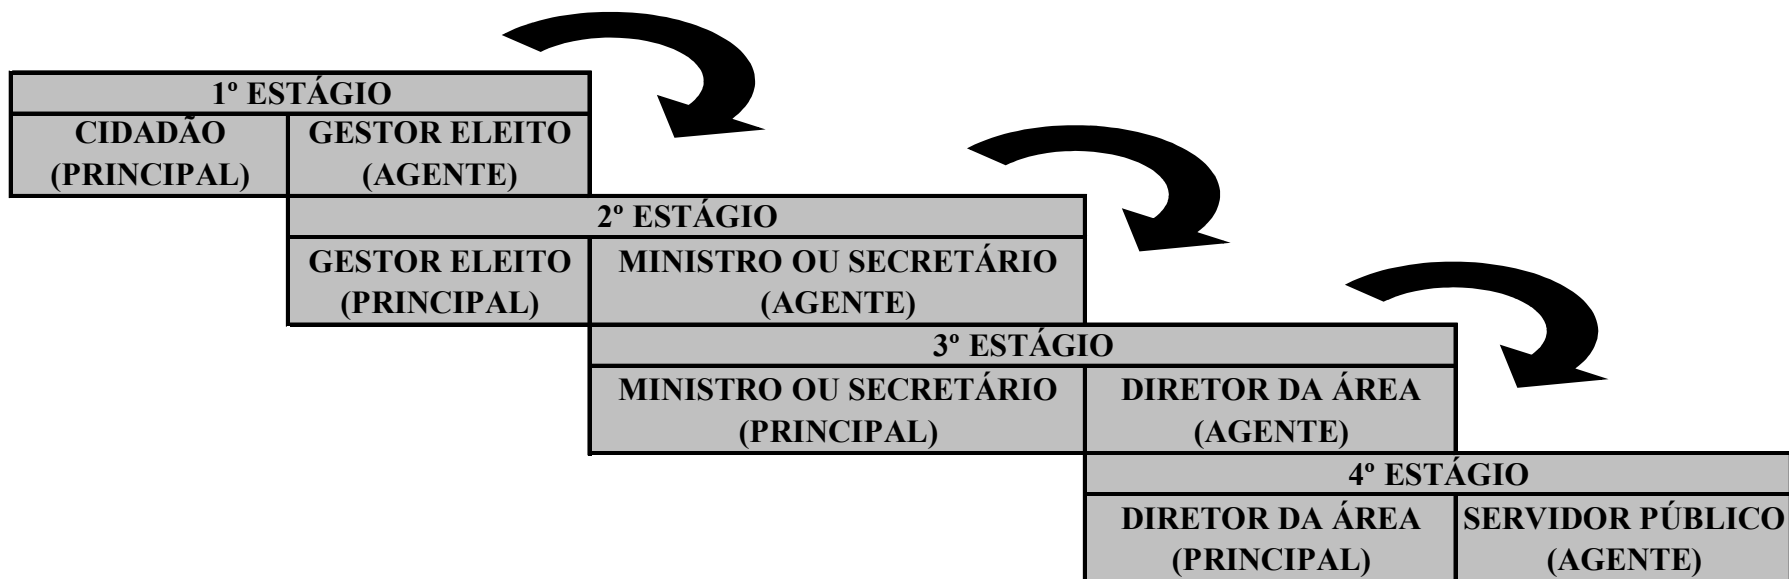 1º ESTÁGIO
CIDADÃO
(PRINCIPAL)
GESTOR ELEITO
(AGENTE)
2º ESTÁGIO
GESTOR ELEITO
(PRINCIPAL)
MINISTRO OU SECRETÁRIO
(AGENTE)
3º ESTÁGIO
MINISTRO OU SECRETÁRIO
(PRINCIPAL)
DIRETOR DA ÁREA
(AGENTE)
4º ESTÁGIO
DIRETOR DA ÁREA
(PRINCIPAL)
SERVIDOR PÚBLICO
(AGENTE)